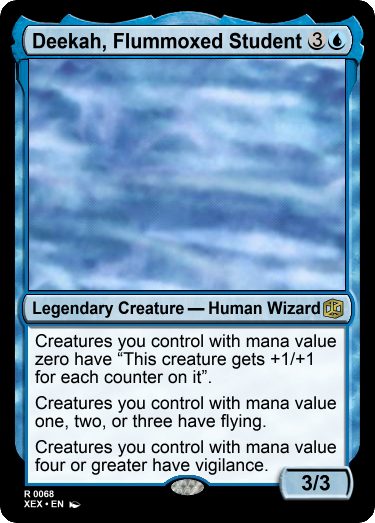 Deekah, Flummoxed Student 3
Legendary Creature — Human Wizard
Creatures you control with mana value
zero have “This creature gets +1/+1
for each counter on it”.
Creatures you control with mana value
one, two, or three have flying.
Creatures you control with mana value
four or greater have vigilance.
3/3
R 0068
XEX • EN